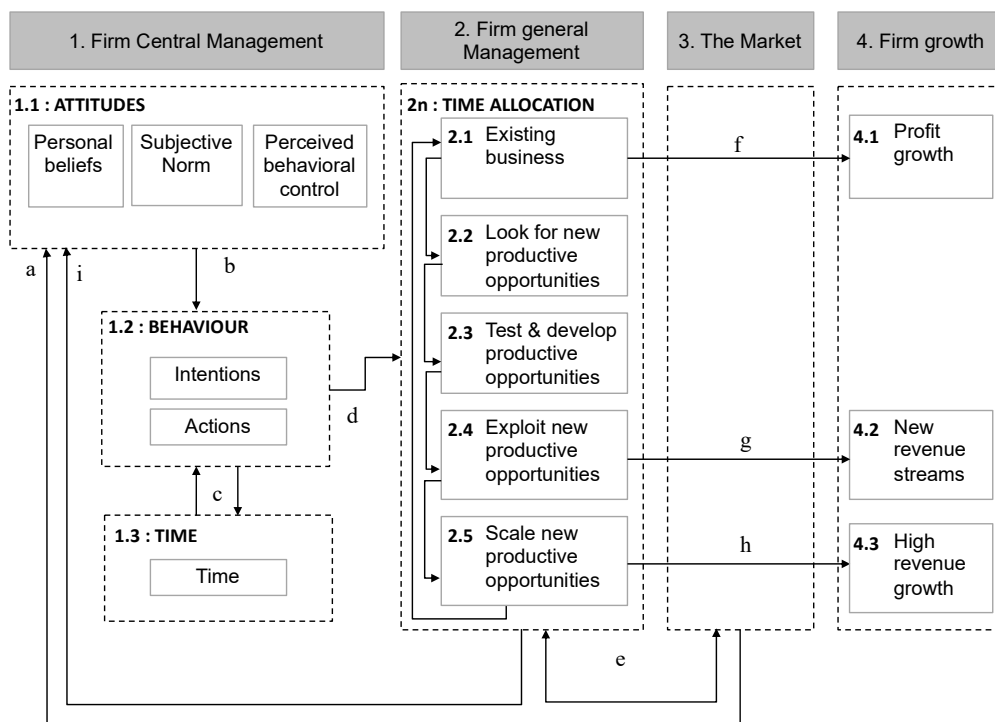 1. Firm Central Management
2. Firm general
Management
3. The Market
4. Firm growth
1.1 : ATTITUDES
Personal
beliefs
Subjective
Norm
Perceived
behavioral
control
a
i
b
1.2 : BEHAVIOUR
Intentions
Actions
d
c
1.3 : TIME
Time
2n : TIME ALLOCATION
2.1 Existing
business
2.2 Look for new
productive
opportunities
2.3 Test & develop
productive
opportunities
2.4 Exploit new
productive
opportunities
2.5 Scale new
productive
opportunities
f
g
h
e
4.1 Profit
growth
4.2 New
revenue
streams
4.3 High
revenue
growth